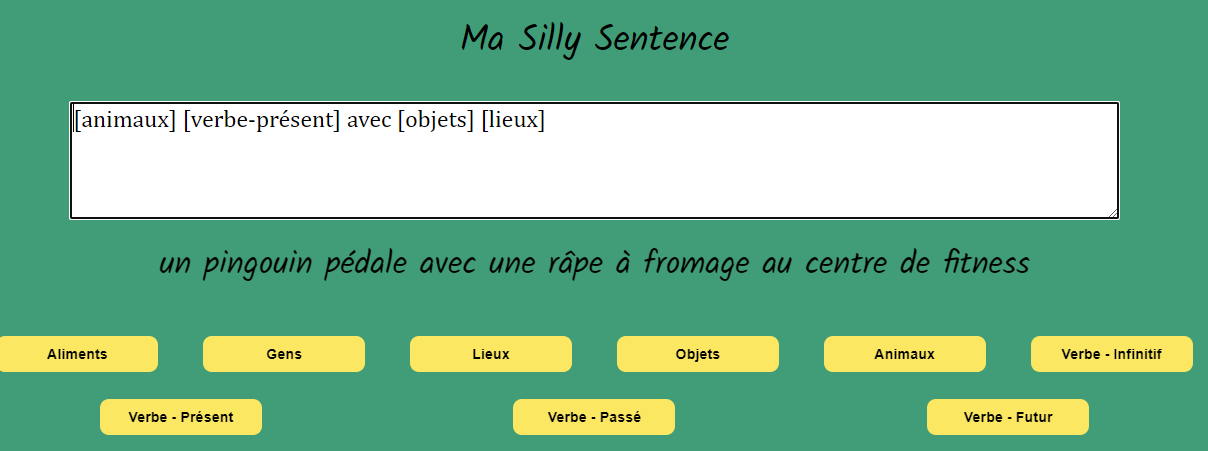 Ma Silly Sentence
[animaux] [verbe-présent] avec [objets] [lieux]
un pingouin pédale avec une râpe à fromage au centre de fitness
Aliments Gens Lieux Objets Animaux Verbe - Infinitif
Verbe - Présent Verbe - Passé Verbe - Futur